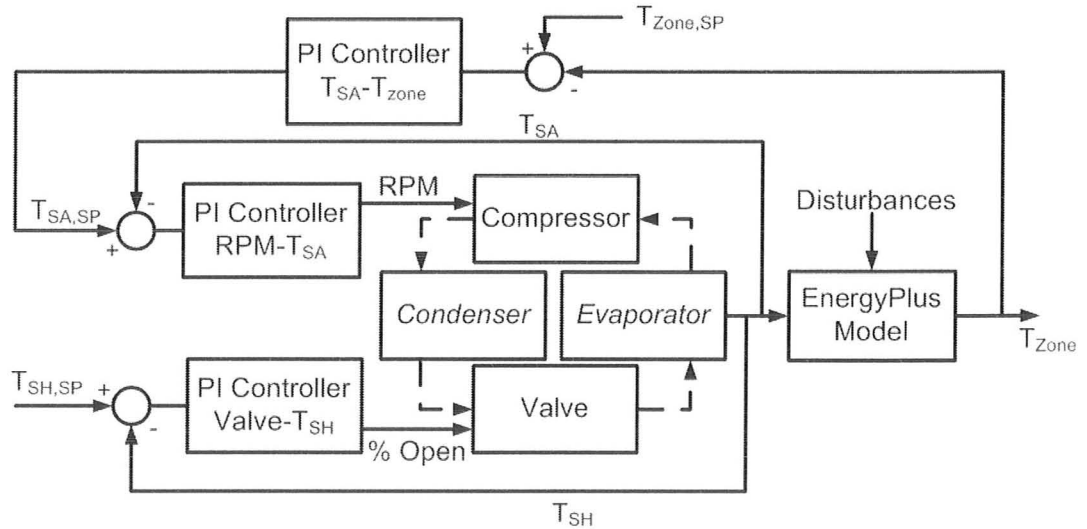 T_Zone,SP
+
-
PI Controller
T_SA-T_zone
T_SA
-
RPM
T_SA,SP
+
PI Controller
RPM-T_SA
Compressor
Disturbances
Condenser
Evaporator
EnergyPlus
Model
T_Zone
T_SH,SP
+
-
PI Controller
Valve-T_SH
Valve
% Open
T_SH